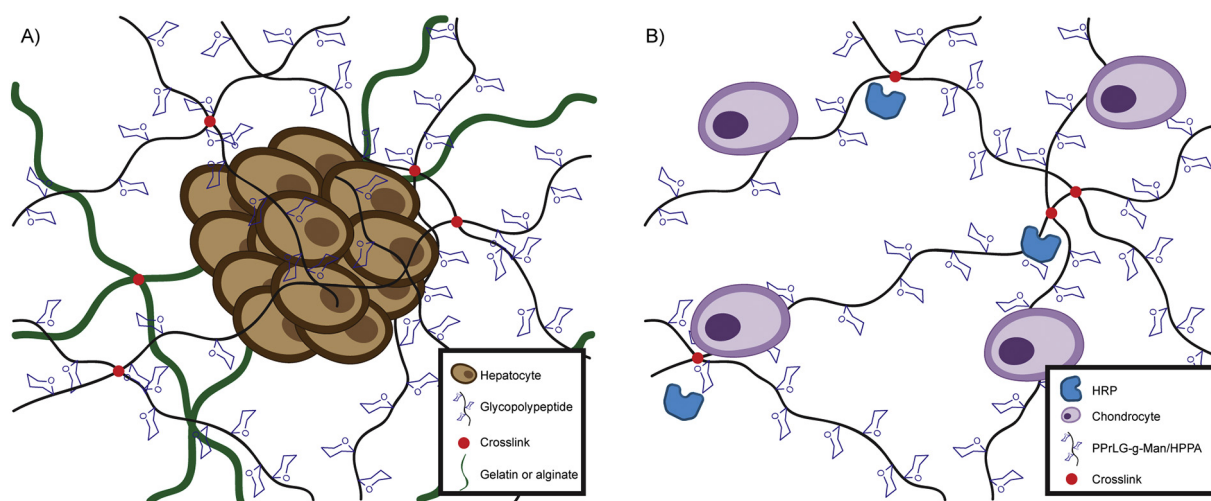 A)
Hepatocyte
Glycopolypeptide
Crosslink
Gelatin or alginate
B)
HRP
Chondrocyte
PPrLG-g-Man/HPPA
Crosslink